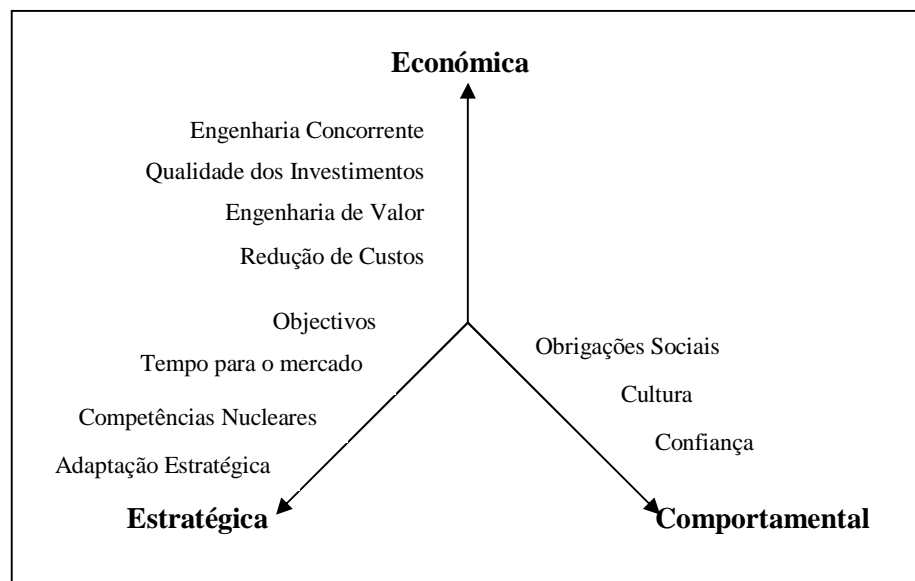 Económica
Engenharia Concorrente
Qualidade dos Investimentos
Engenharia de Valor
Redução de Custos
Objectivos
Tempo para o mercado
Competências Nucleares
Adaptação Estratégica
Estratégica
Obrigações Sociais
Cultura
Confiança
Comportamental